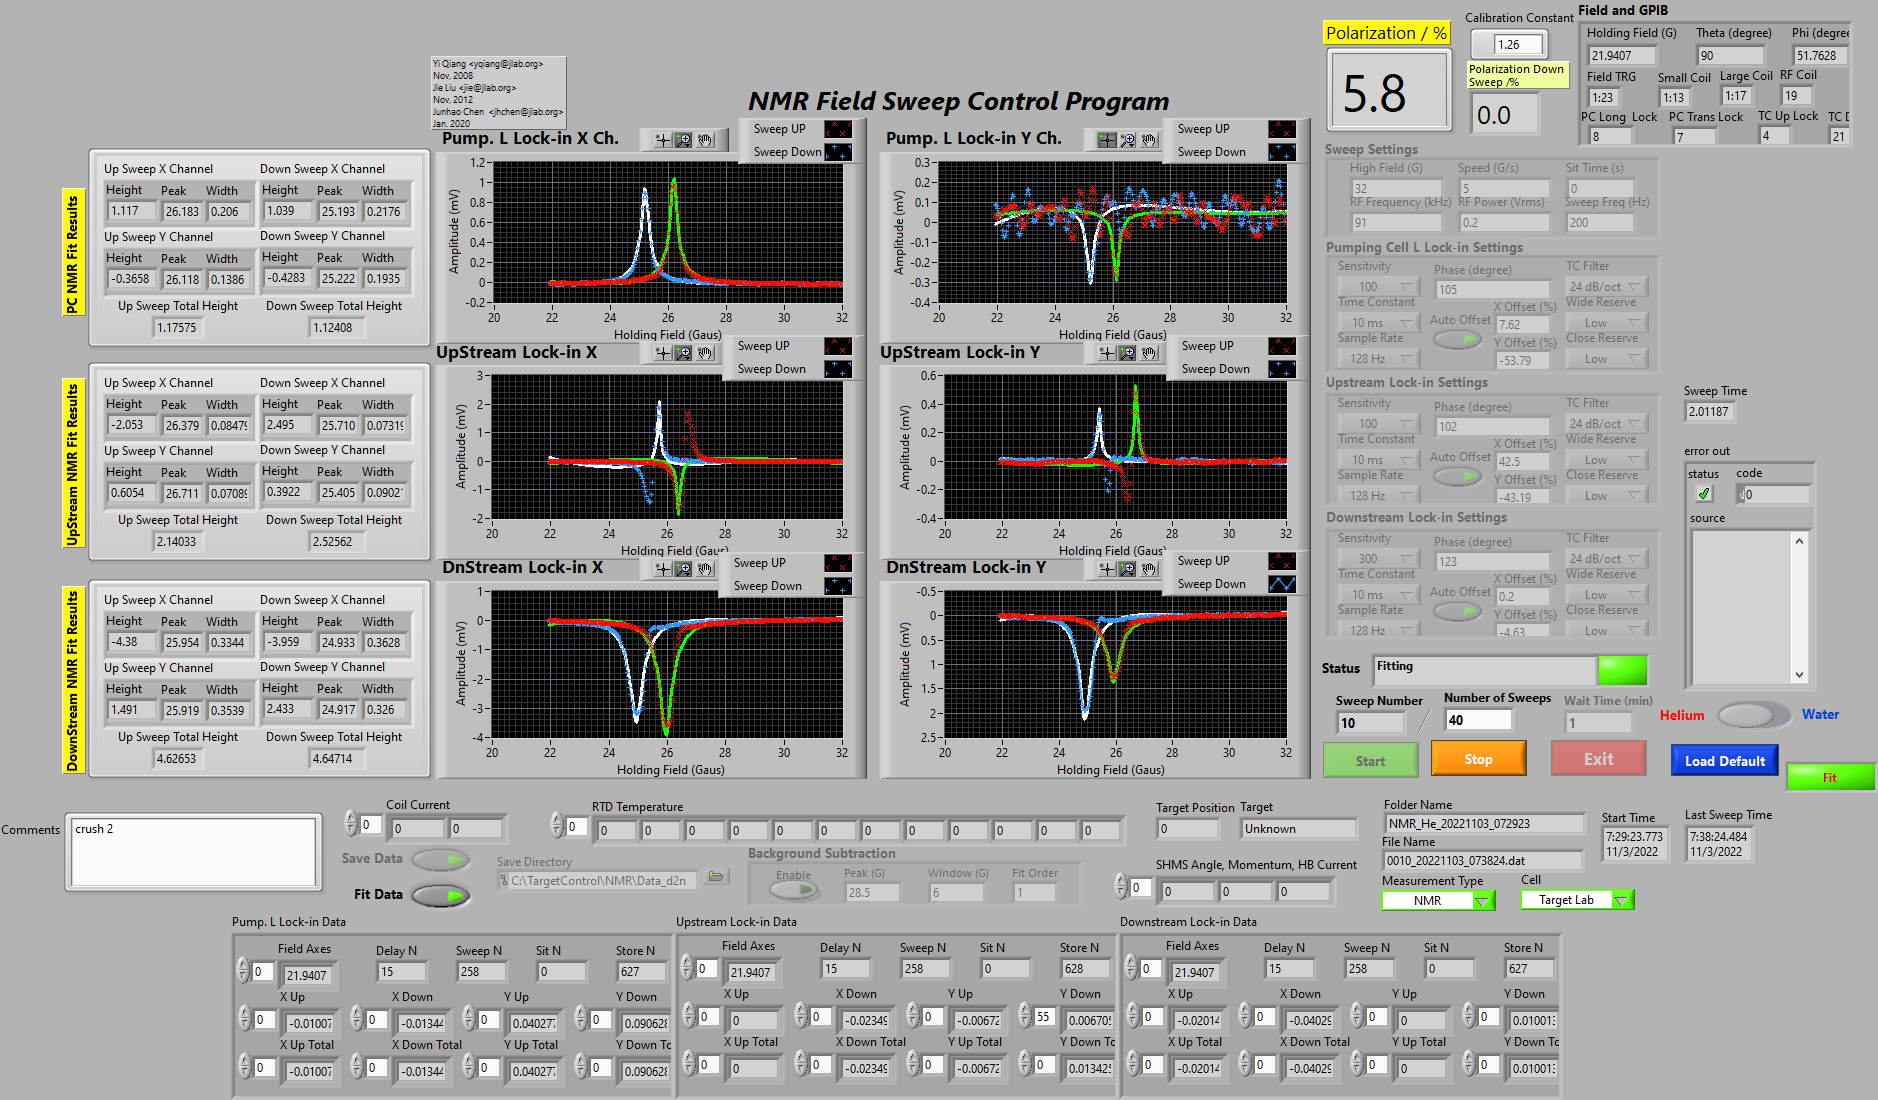 Yi Qiang <yqiang@jlab.org>
Nov, 2008
Jie Liu <jie@jlab.org>
Nov, 2012
Junhao Chen <jhchen@jlab.org>
Jan. 2020
NMR Field Sweep Control Program
Polarization / %
5.8
Calibration Constant
1.26
Polarization Down
Sweep /%
0.0
Field and GPIB
Holding Field (G) Theta (degree) Phi (degree
21.9407 90 51.7628
Field TRG Small Coil Large Coil RF Coil
1:23 1:13 1:17 19
PC Long Lock PC Trans Lock TC Up Lock TC D
8 7 4 21
PC NMR Fit Results
Up Sweep X Channel Down Sweep X Channel
Height Peak Width Height Peak Width
1.117 26.183 0.206 1.039 25.193 0.2176
Up Sweep Y Channel Down Sweep Y Channel
Height Peak Width Height Peak Width
-0.3658 26.118 0.1386 -0.4283 25.222 0.1935
Up Sweep Total Height Down Sweep Total Height
1.17575 1.12408
UpStream NMR Fit Results
Up Sweep X Channel Down Sweep X Channel
Height Peak Width Height Peak Width
-2.053 26.379 0.08479 2.495 25.710 0.07319
Up Sweep Y Channel Down Sweep Y Channel
Height Peak Width Height Peak Width
0.6054 26.711 0.07089 0.3922 25.405 0.0902
Up Sweep Total Height Down Sweep Total Height
2.14033 2.52562
DownStream NMR Fit Results
Up Sweep X Channel Down Sweep X Channel
Height Peak Width Height Peak Width
-4.38 25.954 0.3344 -3.959 24.933 0.3628
Up Sweep Y Channel Down Sweep Y Channel
Height Peak Width Height Peak Width
1.491 25.919 0.3539 2.433 24.917 0.326
Up Sweep Total Height Down Sweep Total Height
4.62653 4.64714
Pump. L Lock-in X Ch.
Sweep UP
Sweep Down
Amplitude (mV)
1.2
1
0.8
0.6
0.4
0.2
0
-0.2
20 22 24 26 28 30 32
Holding Field (Gaus)
Pump. L Lock-in Y Ch.
Sweep UP
Sweep Down
Amplitude (mV)
0.3
0.2
0.1
0
-0.1
-0.2
-0.3
-0.4
20 22 24 26 28 30 32
Holding Field (Gaus)
UpStream Lock-in X
Sweep UP
Sweep Down
Amplitude (mV)
3
2
1
0
-1
-2
20 22 24 26 28 30 32
Holding Field (Gaus)
UpStream Lock-in Y
Sweep UP
Sweep Down
Amplitude (mV)
0.6
0.4
0.2
0
-0.2
-0.4
20 22 24 26 28 30 32
Holding Field (Gaus)
DnStream Lock-in X
Sweep UP
Sweep Down
Amplitude (mV)
1
0
-1
-2
-3
-4
20 22 24 26 28 30 32
Holding Field (Gaus)
DnStream Lock-in Y
Sweep UP
Sweep Down
Amplitude (mV)
-0.5
0
0.5
1
1.5
2
2.5
20 22 24 26 28 30 32
Holding Field (Gaus)
Sweep Settings
High Field (G) Speed (G/s) Sit Time (s)
32 5 0
RF Frequency (kHz) RF Power (Vrms) Sweep Freq (Hz)
91 0.2 200
Pumping Cell L Lock-in Settings
Sensitivity Phase (degree) TC Filter
100 105 24 dB/oct
Time Constant X Offset (%) Wide Reserve
10 ms Auto Offset 7.62 Low
Sample Rate Y Offset (%) Close Reserve
128 Hz -53.79 Low
Upstream Lock-in Settings
Sensitivity Phase (degree) TC Filter
100 102 24 dB/oct
Time Constant X Offset (%) Wide Reserve
10 ms Auto Offset 42.5 Low
Sample Rate Y Offset (%) Close Reserve
128 Hz -43.19 Low
Downstream Lock-in Settings
Sensitivity Phase (degree) TC Filter
300 123 24 dB/oct
Time Constant X Offset (%) Wide Reserve
10 ms Auto Offset 0.2 Low
Sample Rate Y Offset (%) Close Reserve
128 Hz -4.63 Low
Sweep Time
2.01187
error out
status code
0
source
Status Fitting
Sweep Number Number of Sweeps Wait Time (min)
10 / 40 1
Helium Water
Start Stop Exit Load Default Fit
Comments crush 2
Coil Current
0 0 0
RTD Temperature
0 0 0 0 0 0 0 0 0 0 0 0 0
Save Data
Fit Data
Save Directory
C:\TargetControl\NMR\Data_d2n
Background Subtraction
Enable Peak (G) Window (G) Fit Order
28.5 6 1
Target Position Target
0 Unknown
SHMS Angle, Momentum, HB Current
0 0 0 0
Folder Name
NMR_He_20221103_072923
File Name
0010_20221103_073824.dat
Measurement Type Cell
NMR Target Lab
Start Time Last Sweep Time
7:29:23.773 7:38:24.484
11/3/2022 11/3/2022
Pump. L Lock-in Data
Field Axes Delay N Sweep N Sit N Store N
0 21.9407 15 258 0 627
X Up X Down Y Up Y Down
0 -0.01007 0 -0.01344 0 0.040277 0 0.090628
X Up Total X Down Total Y Up Total Y Down To
0 -0.01007 0 -0.01344 0 0.040277 0 0.090628
Upstream Lock-in Data
Field Axes Delay N Sweep N Sit N Store N
0 21.9407 15 258 0 628
X Up X Down Y Up Y Down
0 0 0 -0.02349 0 -0.00672 55 0.006705
X Up Total X Down Total Y Up Total Y Down To
0 0 0 -0.02349 0 -0.00672 0 0.013425
Downstream Lock-in Data
Field Axes Delay N Sweep N Sit N Store N
0 21.9407 15 258 0 627
X Up X Down Y Up Y Down
0 -0.02014 0 -0.04029 0 0 0 0.010013
X Up Total X Down Total Y Up Total Y Down To
0 -0.02014 0 -0.04029 0 0 0 0.010013